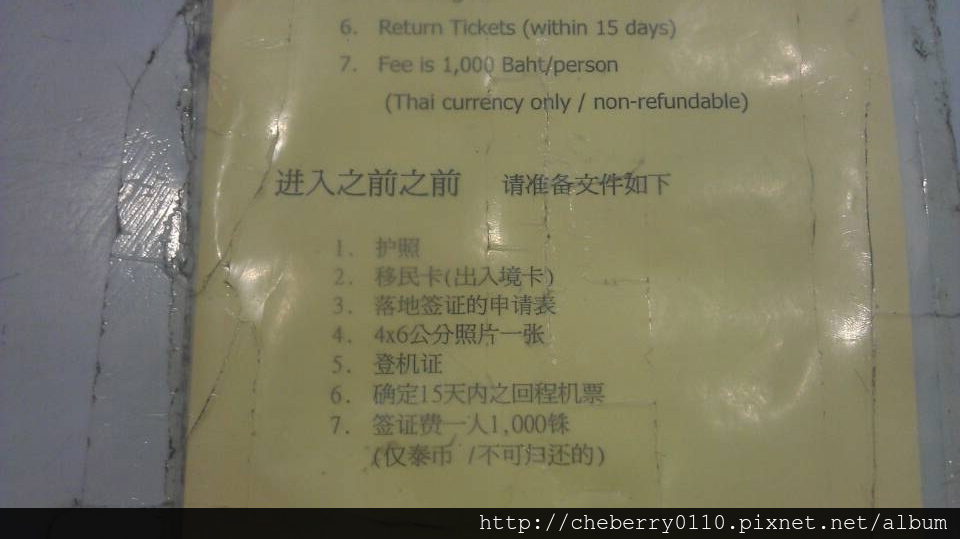 6. Return Tickets (within 15 days)
7. Fee is 1,000 Baht/person
(Thai currency only / non-refundable)
进入之前之前 请准备文件如下
1. 护照
2. 移民卡(出入境卡)
3. 落地签证的申请表
4. 4x6公分照片一张
5. 登机证
6. 确定15天内之回程机票
7. 签证费一人1,000铢
(仅泰币 /不可归还的)
http://cheberry0110.pixnet.net/album